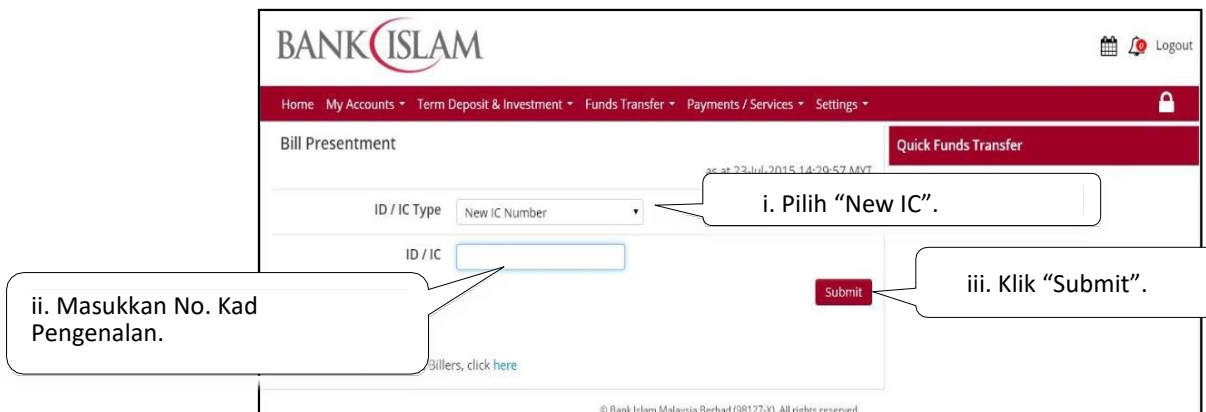 BANK ISLAM
0 Logout
Home My Accounts Term Deposit & Investment Funds Transfer Payments / Services Settings
Bill Presentment
Quick Funds Transfer
as at 23-Jul-2015 14:29:57 MYT
i. Pilih “New IC”.
ID / IC Type New IC Number
ID / IC
iii. Klik “Submit”.
Submit
ii. Masukkan No. Kad
Pengenalan.
Billers, click here
© Bank Islam Malaysia Berhad (98127-X). All rights reserved.